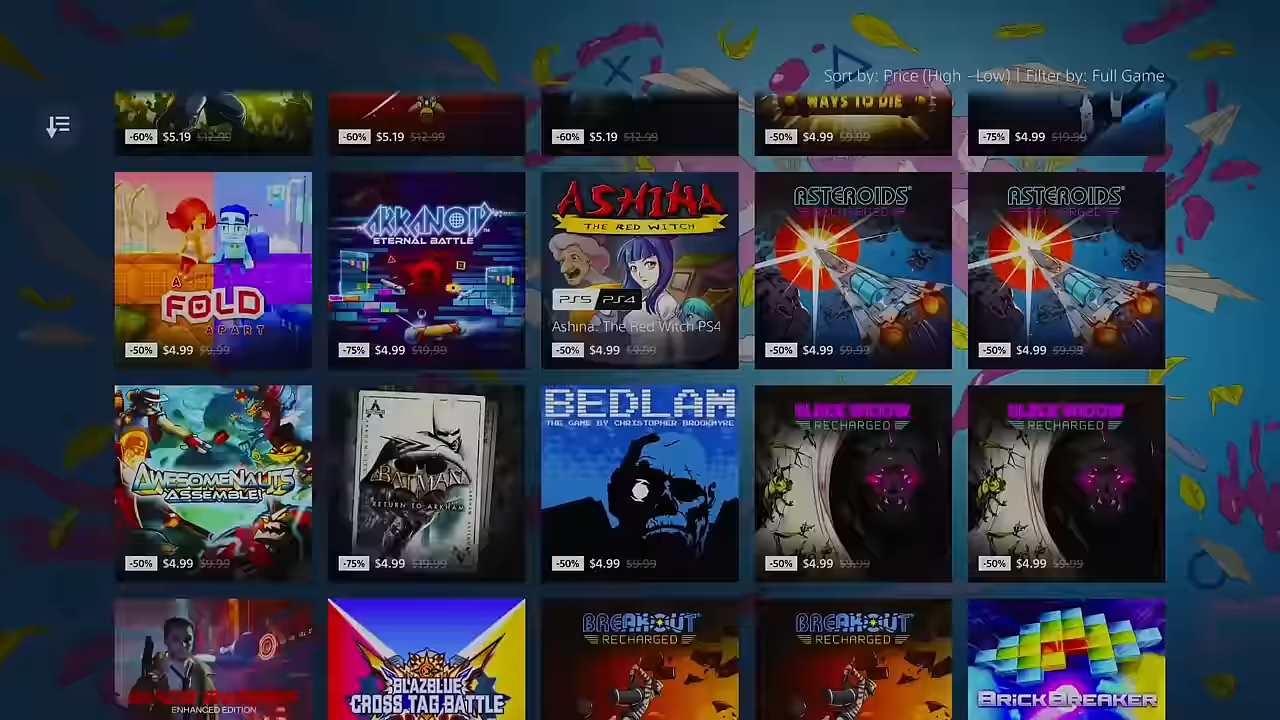 Sort by: Price (High –Low) | Filter by: Full Game
WAYS TO DIE
-60% $5.19 $12.99
-60% $5.19 $12.99
-60% $5.19 $12.99
-50% $4.99 $9.99
-75% $4.99 $19.99
A FOLD APART
-50% $4.99 $9.99
ARKANOID
ETERNAL BATTLE
-75% $4.99 $19.99
ASHINA
THE RED WITCH
PS5 PS4
Ashina: The Red Witch PS4
-50% $4.99 $9.99
ASTEROIDS
RECHARGED
-50% $4.99 $9.99
ASTEROIDS
RECHARGED
-50% $4.99 $9.99
AWESOMENAUTS
ASSEMBLE!
-50% $4.99 $9.99
BATMAN
RETURN TO ARKHAM
-75% $4.99 $19.99
BEDLAM
THE GAME BY CHRISTOPHER BROOKMYRE
-50% $4.99 $9.99
BLACK WIDOW
RECHARGED
-50% $4.99 $9.99
BLACK WIDOW
RECHARGED
-50% $4.99 $9.99
ENHANCED EDITION
BLAZBLUE
CROSS TAG BATTLE
BREAKOUT
RECHARGED
BREAKOUT
RECHARGED
BRICK BREAKER